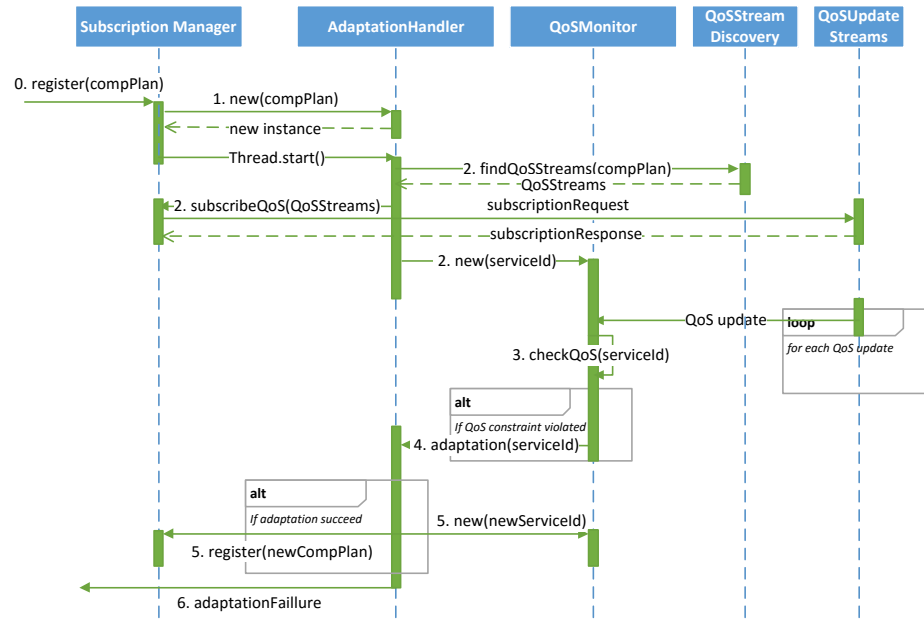 Subscription Manager
AdaptationHandler
QoSMonitor
QoSStream
Discovery
QoSUpdate
Streams
0. register(compPlan)
1. new(compPlan)
new instance
Thread.start()
2. findQoSStreams(compPlan)
QoSStreams
2. subscribeQoS(QoSStreams)
subscriptionRequest
subscriptionResponse
2. new(serviceId)
QoS update
loop
for each QoS update
3. checkQoS(serviceId)
alt
If QoS constraint violated
4. adaptation(serviceId)
alt
If adaptation succeed
5. new(newServiceId)
5. register(newCompPlan)
6. adaptationFaillure